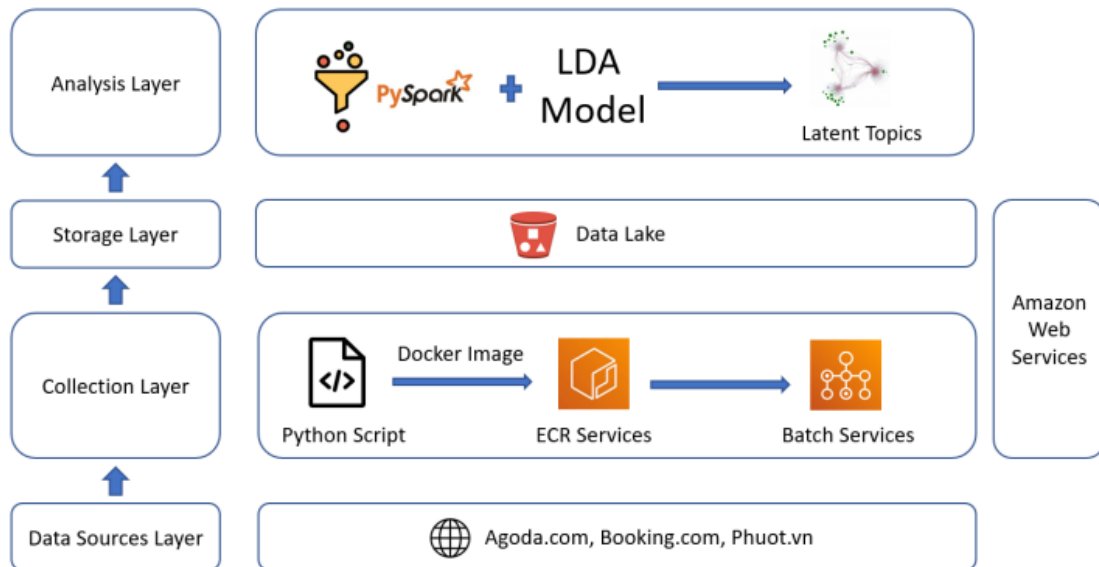 Analysis Layer
PySpark
LDA
Model
Latent Topics
Storage Layer
Data Lake
Amazon
Web
Services
Collection Layer
Docker Image
</>
Python Script
ECR Services
Batch Services
Data Sources Layer
Agoda.com, Booking.com, Phuot.vn